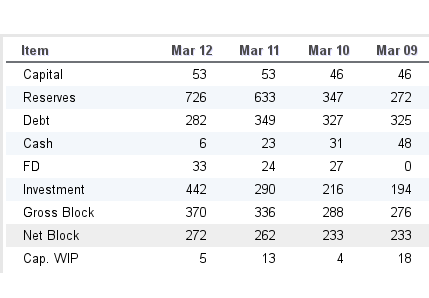 Item Mar 12 Mar 11 Mar 10 Mar 09
Capital 53 53 46 46
Reserves 726 633 347 272
Debt 282 349 327 325
Cash 6 23 31 48
FD 33 24 27 0
Investment 442 290 216 194
Gross Block 370 336 288 276
Net Block 272 262 233 233
Cap. WIP 5 13 4 18